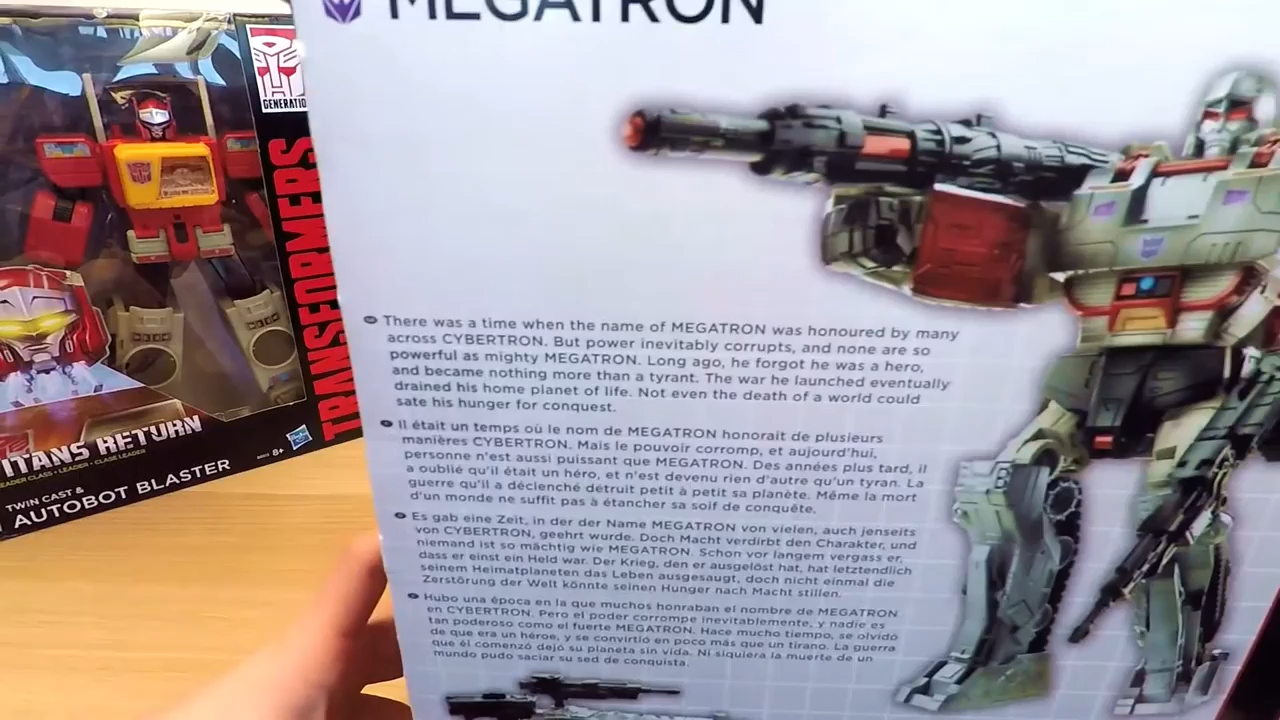 MEGATRON
There was a time when the name of MEGATRON was honoured by many
across CYBERTRON. But power inevitably corrupts, and none are so
powerful as mighty MEGATRON. Long ago, he forgot he was a hero,
and became nothing more than a tyrant. The war he launched eventually
drained his home planet of life. Not even the death of a world could
sate his hunger for conquest.
Il était un temps où le nom de MEGATRON honorait de plusieurs
manières CYBERTRON. Mais le pouvoir corromp, et aujourd'hui,
personne n'est aussi puissant que MEGATRON. Des années plus tard, il
a oublié qu'il était un héro, et n'est devenu rien d'autre qu'un tyran. La
guerre qu'il a déclenché détruit petit à petit sa planète. Même la mort
d'un monde ne suffit pas à étancher sa soif de conquête.
Es gab eine Zeit, in der der Name MEGATRON von vielen, auch jenseits
von CYBERTRON, geehrt wurde. Doch Macht verdirbt den Charakter, und
niemand ist so mächtig wie MEGATRON. Schon vor langem vergass er,
dass er einst ein Held war. Der Krieg, den er ausgelöst hat, hat letztendlich
seinem Heimatplaneten das Leben ausgesaugt, doch nicht einmal die
Zerstörung der Welt könnte seinen Hunger nach Macht stillen.
Hubo una época en la que muchos honraban el nombre de MEGATRON
en CYBERTRON. Pero el poder corrompe inevitablemente, y nadie es
tan poderoso como el fuerte MEGATRON. Hace mucho tiempo, se olvido
de que era un héroe, y se convirtió en poco más que un tirano. La guerra
que él comenzó dejó su planeta sin vida. Ni siquiera la muerte de un
mundo pudo saciar su sed de conquista.
GENERATIO
TRANSFORMERS
TITANS RETURN
LEADER CLASS • LEADER • CLASE LEADER
TWIN CAST &
AUTOBOT BLASTER
Hasbro
8+